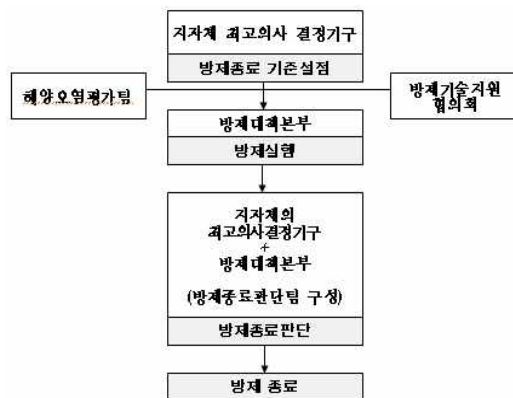 지자체 최고의사 결정기구
방제종료 기준설점
해양오염평가팀
방제기술지원
협의회
방제대책본부
방제실행
지자체의
최고의사결정기구
+
방제대책본부
(방제종료판단팀 구성)
방제종료판단
방제 종료